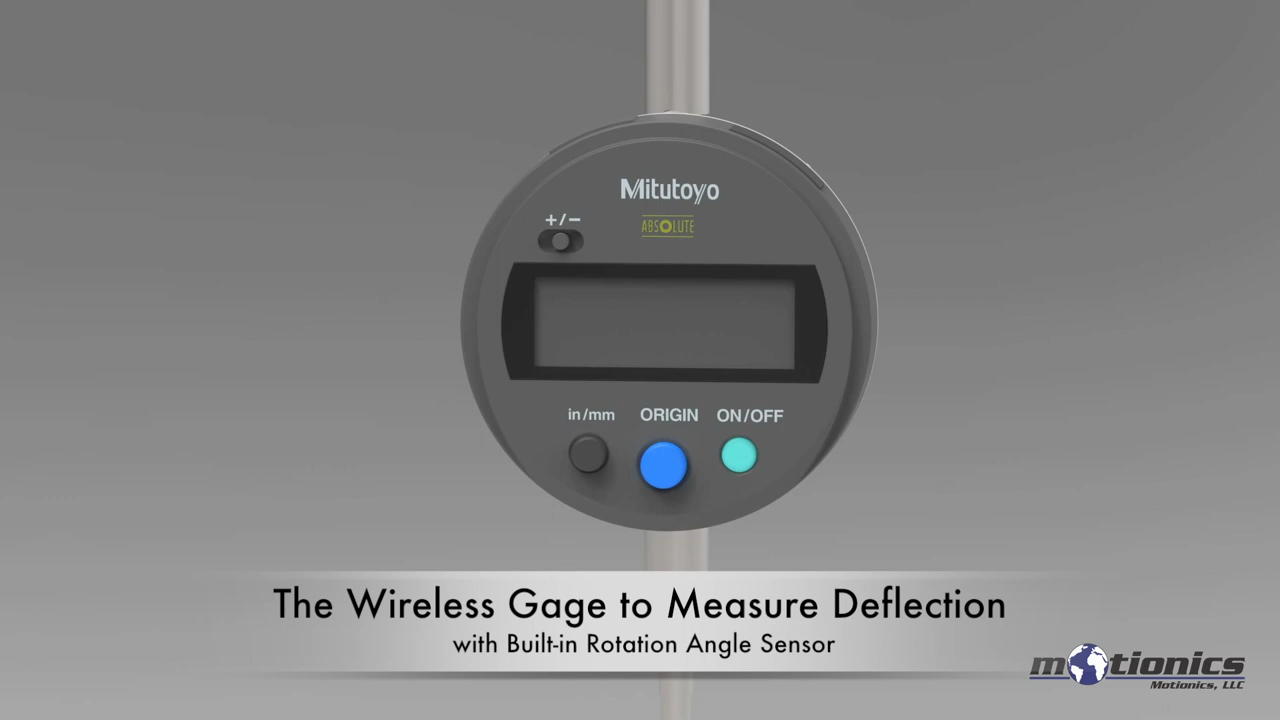 Mitutoyo
ABSOLUTE
+/−
in/mm ORIGIN ON/OFF
The Wireless Gage to Measure Deflection
with Built-in Rotation Angle Sensor
motionics
Motionics, LLC